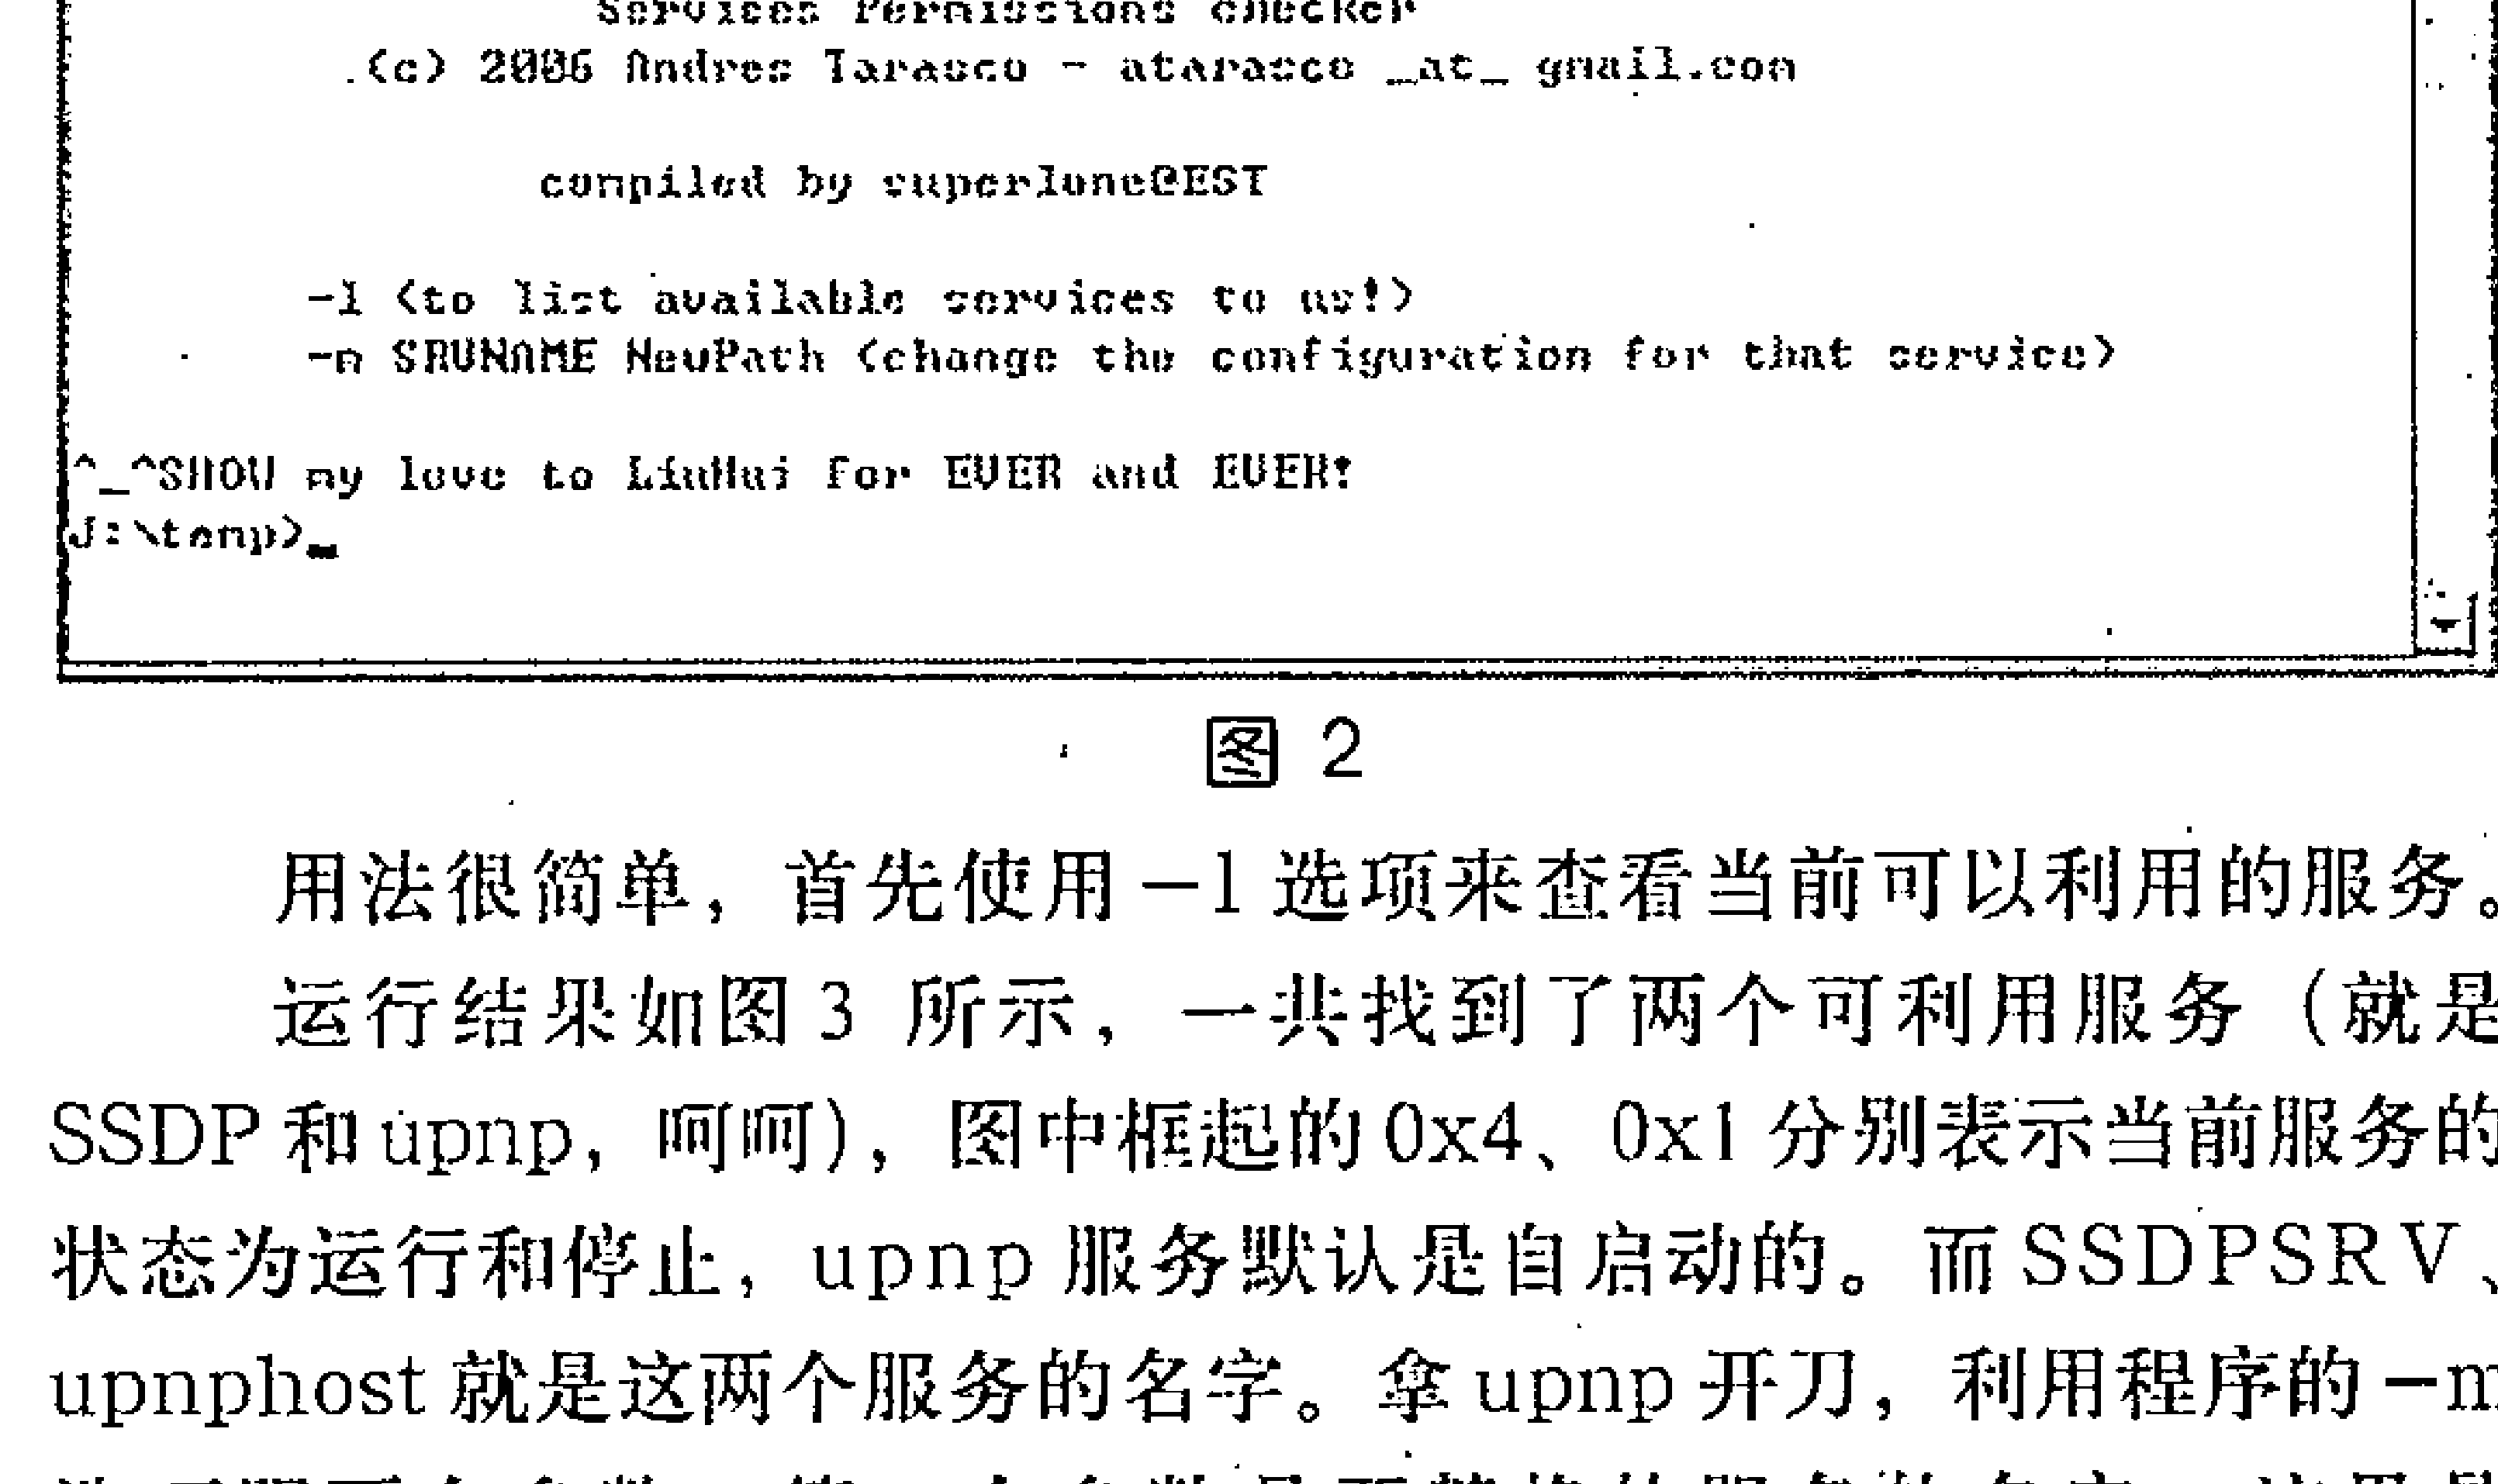 Services Permissions checker
(c) 2006 Andres Tarasco - atarasco _at_ gmail.com
compiled by superlone@EST
-l (to list available services to us!)
-m SRVNAME NewPath (change the configuration for that service)
^_^SHOW my love to LiuHui for EVER and EVER!
J:\temp>
图 2
用法很简单，首先使用－l 选项来查看当前可以利用的服务。
运行结果如图 3 所示，一共找到了两个可利用服务（就是
SSDP 和 upnp，呵呵），图中框起的 0x4、0x1 分别表示当前服务的
状态为运行和停止，upnp 服务默认是自启动的。而 SSDPSRV、
upnphost 就是这两个服务的名字。拿 upnp 开刀，利用程序的－m